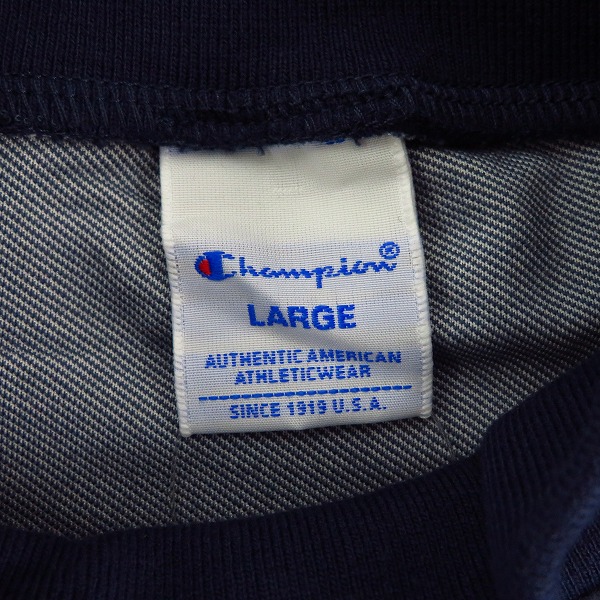 Champion®
LARGE
AUTHENTIC AMERICAN
ATHLETICWEAR
SINCE 1919 U.S.A.